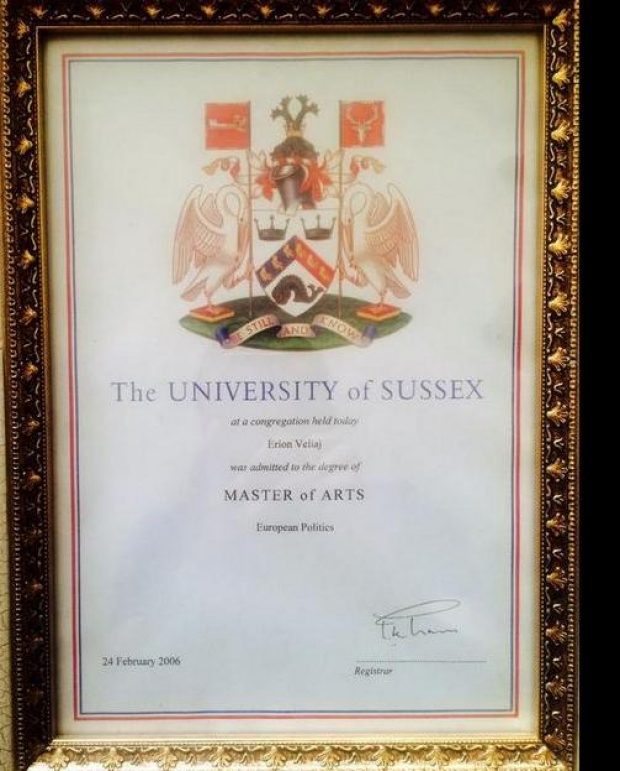 BE STILL AND KNOW
The UNIVERSITY of SUSSEX
at a congregation held today
Erion Veliaj
was admitted to the degree of
MASTER of ARTS
European Politics
24 February 2006
Registrar